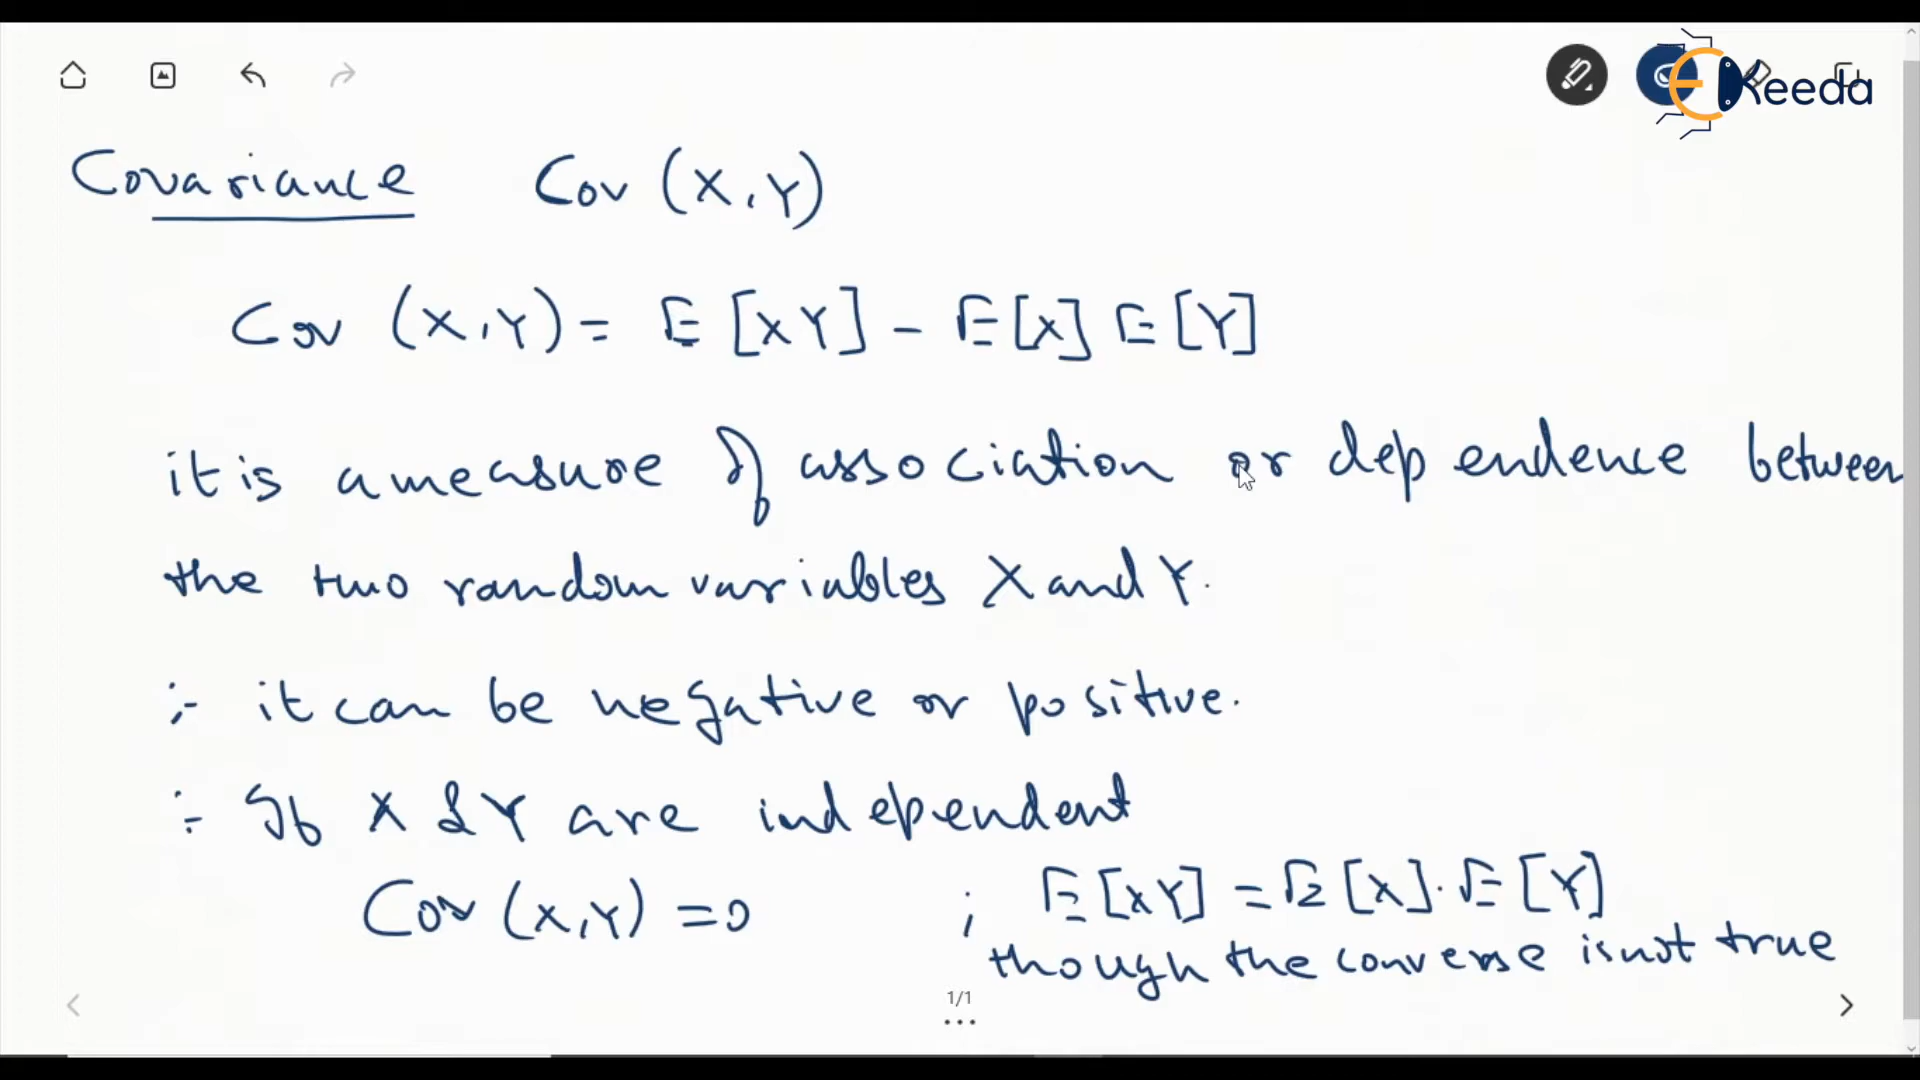 EKeeda
Covariance Cov (X,Y)
Cov (X,Y) = E [XY] - E[X] E[Y]
it is a measure of association or dependence between
the two random variables X and Y.
:- it can be negative or positive.
:- If X & Y are independent
Cov (X,Y) = 0 ; E[XY] = E[X]. E[Y]
though the converse is not true
1/1